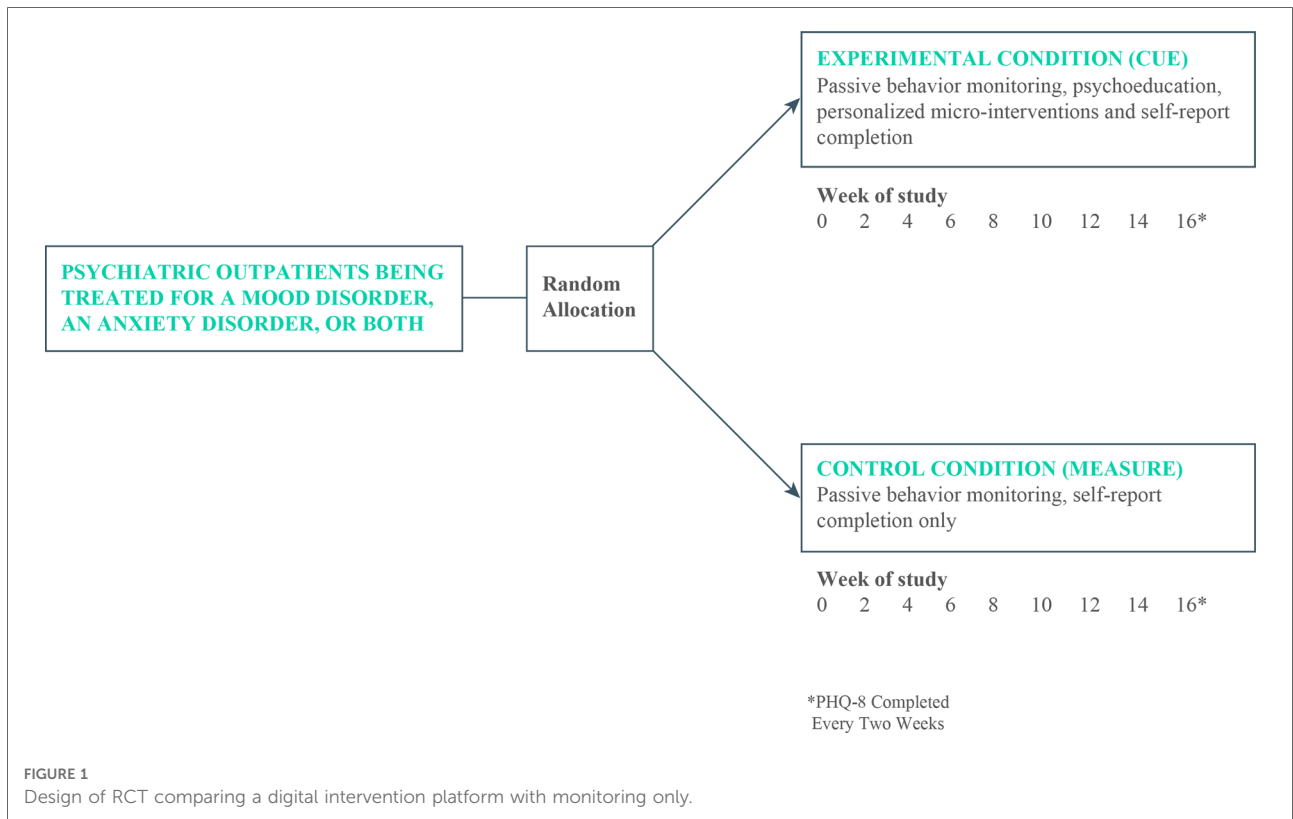 EXPERIMENTAL CONDITION (CUE)
Passive behavior monitoring, psychoeducation,
personalized micro-interventions and self-report
completion
Week of study
0 2 4 6 8 10 12 14 16*
PSYCHIATRIC OUTPATIENTS BEING
TREATED FOR A MOOD DISORDER,
AN ANXIETY DISORDER, OR BOTH
Random
Allocation
CONTROL CONDITION (MEASURE)
Passive behavior monitoring, self-report
completion only
Week of study
0 2 4 6 8 10 12 14 16*
*PHQ-8 Completed
Every Two Weeks
FIGURE 1
Design of RCT comparing a digital intervention platform with monitoring only.